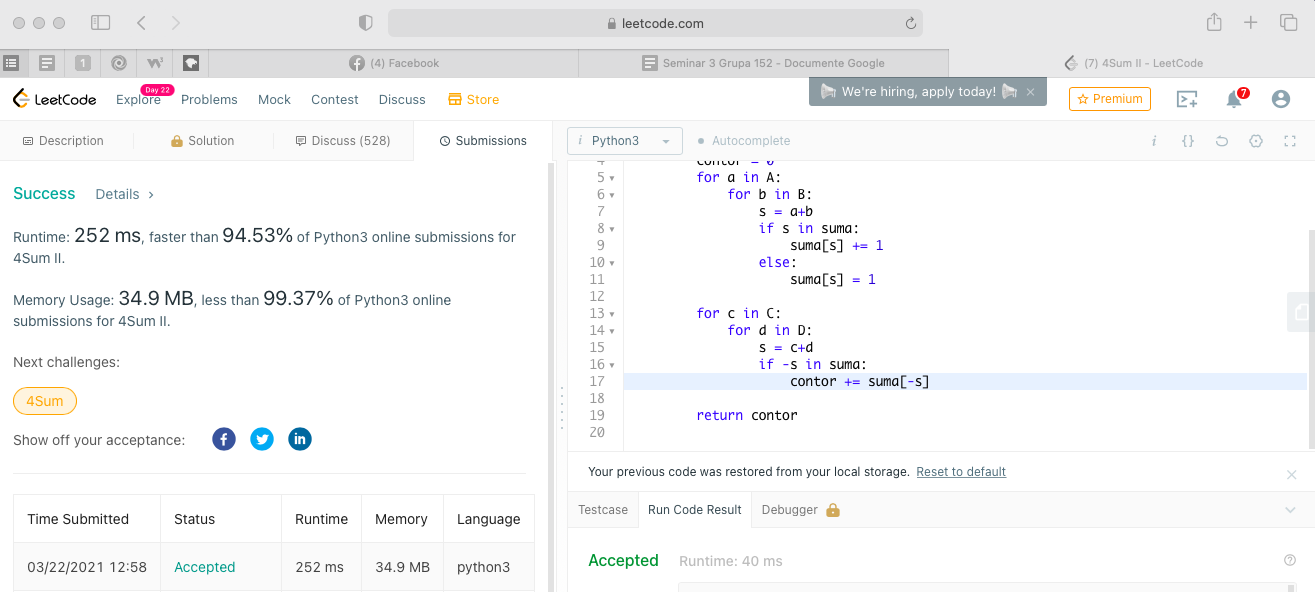 leetcode.com
1
(4) Facebook
Seminar 3 Grupa 152 - Documente Google
(7) 4Sum II - LeetCode
LeetCode
Explore
Day 22
Problems
Mock
Contest
Discuss
Store
We're hiring, apply today!
Premium
7
Description
Solution
Discuss (528)
Submissions
i Python3
Autocomplete
i {}
Success
Details >
Runtime: 252 ms, faster than 94.53% of Python3 online submissions for
4Sum II.
Memory Usage: 34.9 MB, less than 99.37% of Python3 online
submissions for 4Sum II.
Next challenges:
4Sum
Show off your acceptance:
Time Submitted Status Runtime Memory Language
03/22/2021 12:58 Accepted 252 ms 34.9 MB python3
4 contor = 0
5 for a in A:
6 for b in B:
7 s = a+b
8 if s in suma:
9 suma[s] += 1
10 else:
11 suma[s] = 1
12
13 for c in C:
14 for d in D:
15 s = c+d
16 if -s in suma:
17 contor += suma[-s]
18
19 return contor
20
Your previous code was restored from your local storage. Reset to default
Testcase
Run Code Result
Debugger
Accepted
Runtime: 40 ms